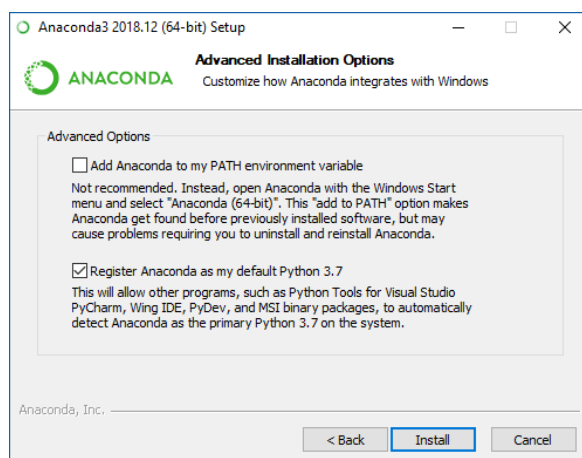 Anaconda3 2018.12 (64-bit) Setup
Advanced Installation Options
Customize how Anaconda integrates with Windows
ANACONDA
Advanced Options
Add Anaconda to my PATH environment variable
Not recommended. Instead, open Anaconda with the Windows Start
menu and select "Anaconda (64-bit)". This "add to PATH" option makes
Anaconda get found before previously installed software, but may
cause problems requiring you to uninstall and reinstall Anaconda.
Register Anaconda as my default Python 3.7
This will allow other programs, such as Python Tools for Visual Studio
PyCharm, Wing IDE, PyDev, and MSI binary packages, to automatically
detect Anaconda as the primary Python 3.7 on the system.
Anaconda, Inc.
< Back Install Cancel